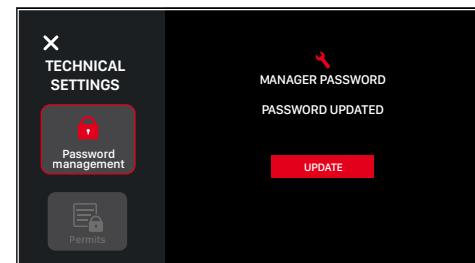 TECHNICAL
SETTINGS
Password
management
Permits
MANAGER PASSWORD
PASSWORD UPDATED
UPDATE